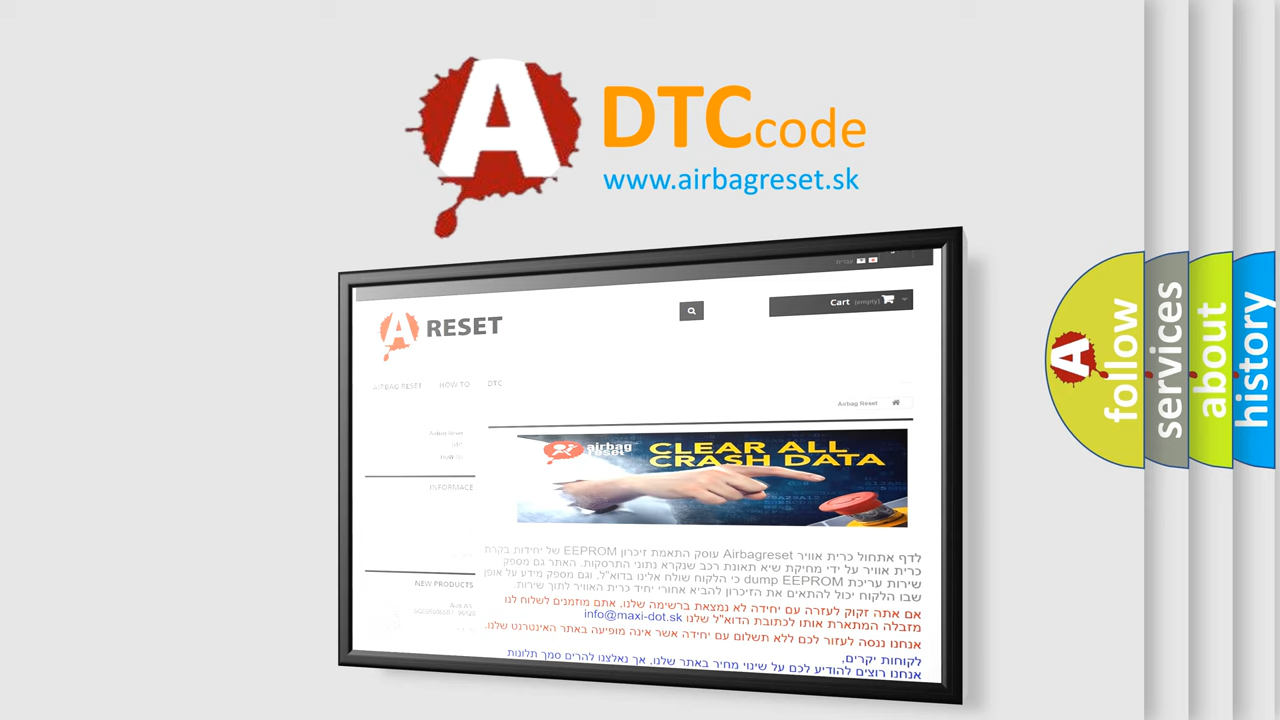 A
DTCcode
www.airbagreset.sk
עברית
Cart (empty)
A RESET
AIRBAG RESET HOW TO DTC
Airbag Reset
Airbag Reset
airbag reset
CLEAR ALL
CRASH DATA
INFORMACE
NEW PRODUCTS
לדף אתחול כרית אוויר Airbagreset עוסק התאמת זיכרון EEPROM של יחידות בקרת
כרית אוויר על ידי מחיקת שיא תאונת רכב שנקרא נתוני התרסקות. האתר גם מספק
שירות עריכת dump EEPROM כי הלקוח שולח אלינו בדוא"ל, וגם מספק מידע על אופן
שבו הלקוח יכול להתאים את הזיכרון להביא אחורי יחיד כרית האוויר לתוך שירות.
אם אתה זקוק לעזרה עם יחידה לא נמצאת ברשימה שלנו, אתם מוזמנים לשלוח לנו
מזבלה המתארת אותו לכתובת הדוא"ל שלנו info@maxi-dot.sk
אנחנו ננסה לעזור לכם ללא תשלום עם יחידה אשר אינה מופיעה באתר האינטרנט שלנו.
לקוחות יקרים,
אנחנו רוצים להודיע לכם על שינוי מחיר באתר שלנו, אך נאלצנו להרים סמך תלונות
A
follow
services
about
history